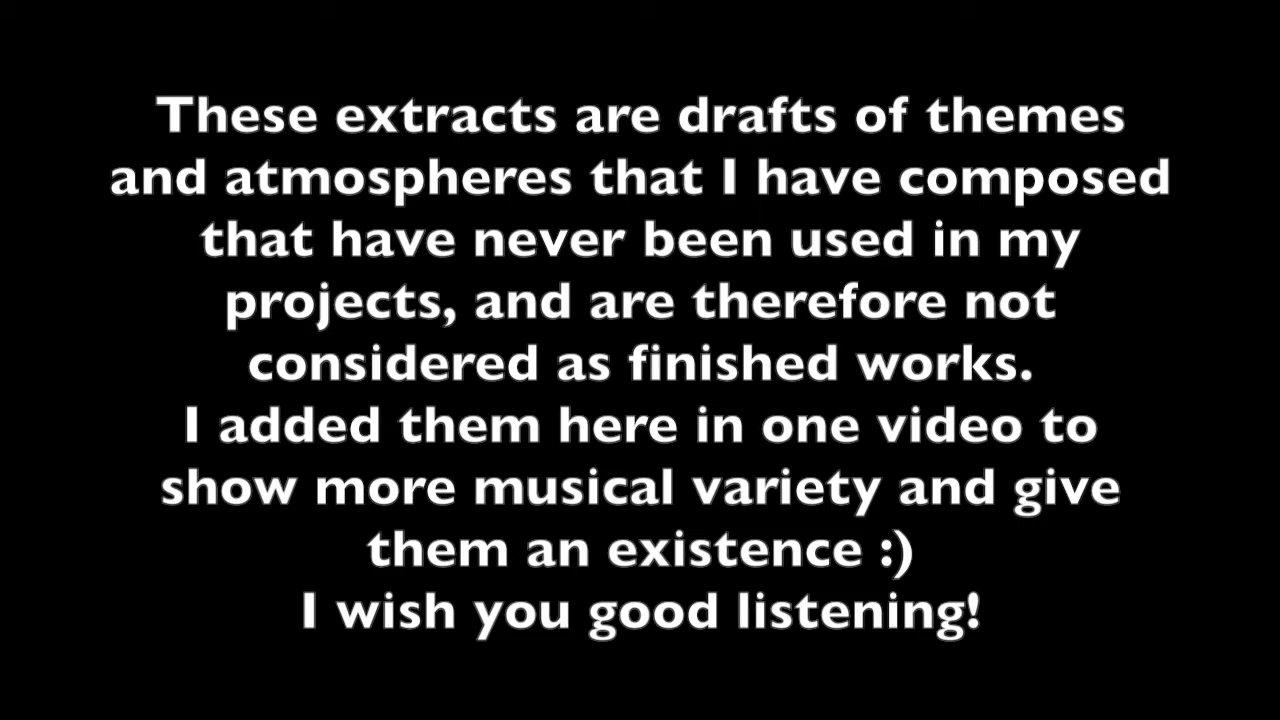 These extracts are drafts of themes
and atmospheres that I have composed
that have never been used in my
projects, and are therefore not
considered as finished works.
I added them here in one video to
show more musical variety and give
them an existence :)
I wish you good listening!